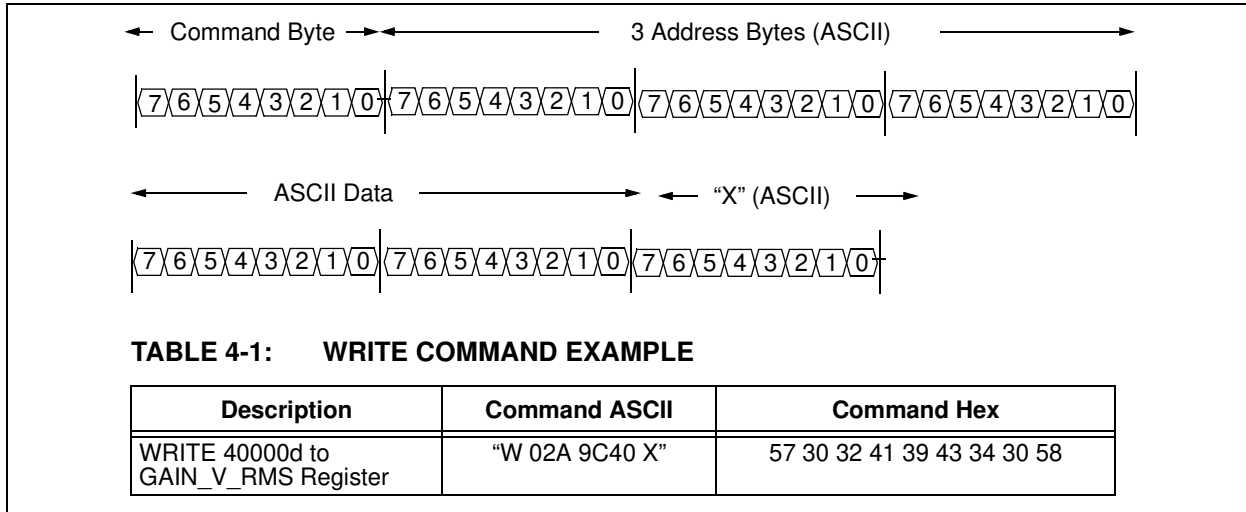 Command Byte 3 Address Bytes (ASCII)
7 6 5 4 3 2 1 0 7 6 5 4 3 2 1 0 7 6 5 4 3 2 1 0 7 6 5 4 3 2 1 0
ASCII Data “X” (ASCII)
7 6 5 4 3 2 1 0 7 6 5 4 3 2 1 0 7 6 5 4 3 2 1 0
TABLE 4-1: WRITE COMMAND EXAMPLE
Description Command ASCII Command Hex
WRITE 40000d to “W 02A 9C40 X” 57 30 32 41 39 43 34 30 58
GAIN_V_RMS Register